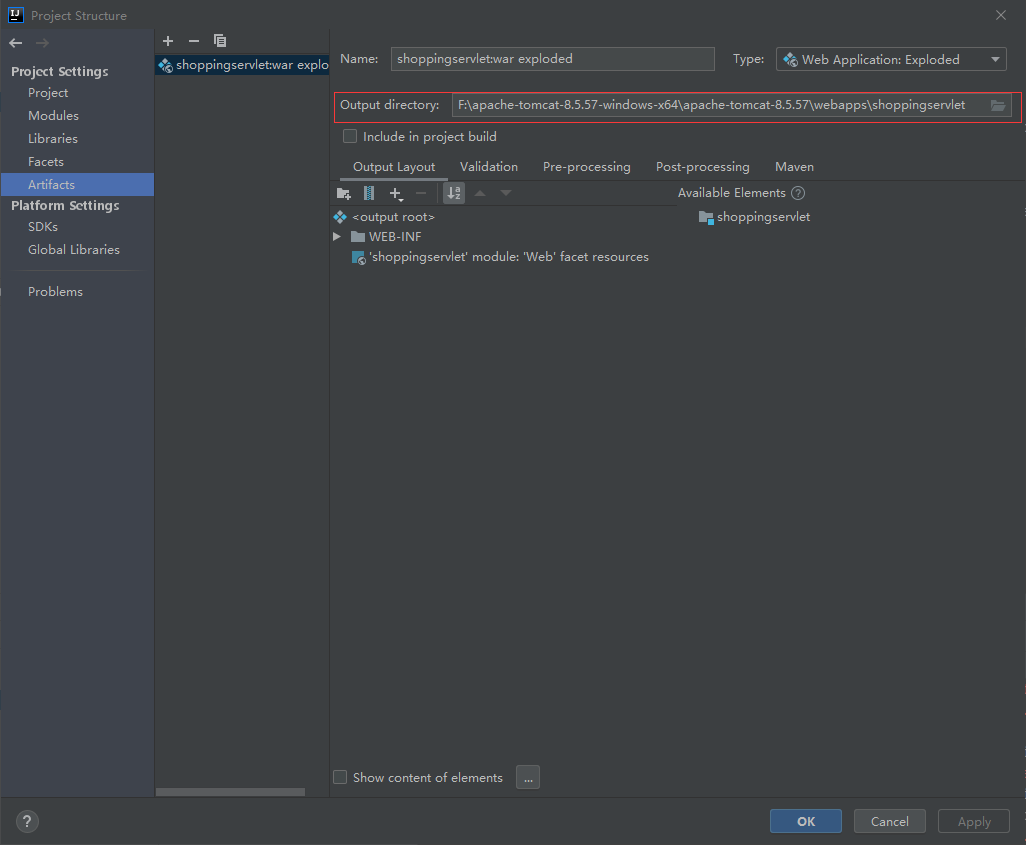 Project Structure
Project Settings
Project
Modules
Libraries
Facets
Artifacts
Platform Settings
SDKs
Global Libraries
Problems
shoppingservlet:war explo
Name: shoppingservlet:war exploded Type: Web Application: Exploded
Output directory: F:\apache-tomcat-8.5.57-windows-x64\apache-tomcat-8.5.57\webapps\shoppingservlet
Include in project build
Output Layout Validation Pre-processing Post-processing Maven
Available Elements ?
<output root>
WEB-INF
'shoppingservlet' module: 'Web' facet resources
shoppingservlet
Show content of elements ...
? OK Cancel Apply